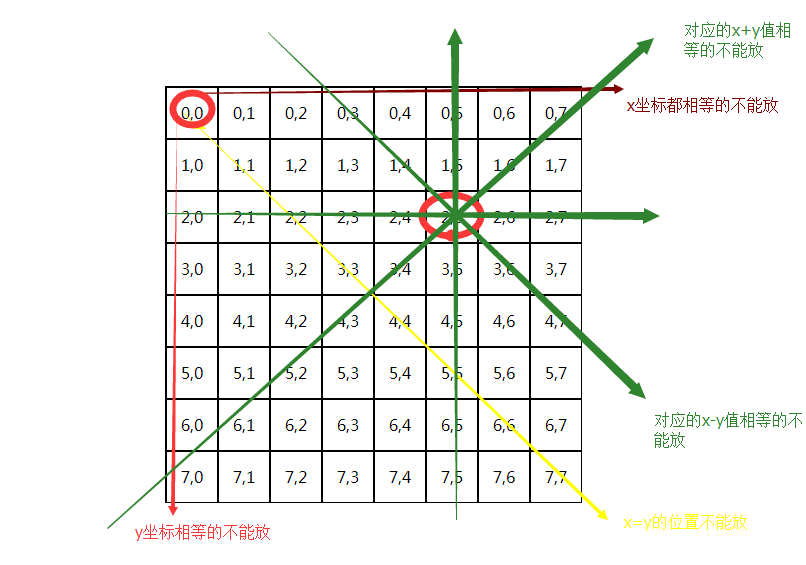 对应的x+y值相
等的不能放
x坐标都相等的不能放
0,0 0,1 0,2 0,3 0,4 0,5 0,6 0,7
1,0 1,1 1,2 1,3 1,4 1,5 1,6 1,7
2,0 2,1 2,2 2,3 2,4 2,5 2,6 2,7
3,0 3,1 3,2 3,3 3,4 3,5 3,6 3,7
4,0 4,1 4,2 4,3 4,4 4,5 4,6 4,7
5,0 5,1 5,2 5,3 5,4 5,5 5,6 5,7
6,0 6,1 6,2 6,3 6,4 6,5 6,6 6,7
7,0 7,1 7,2 7,3 7,4 7,5 7,6 7,7
对应的x-y值相等的不
能放
x=y的位置不能放
y坐标相等的不能放